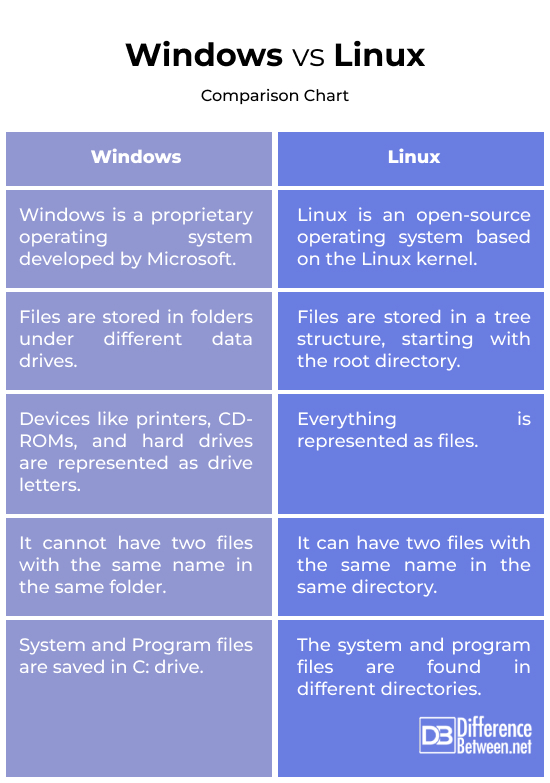 Windows vs Linux
Comparison Chart
Windows
Linux
Windows is a proprietary
operating system
developed by Microsoft.
Linux is an open-source
operating system based
on the Linux kernel.
Files are stored in folders
under different data
drives.
Files are stored in a tree
structure, starting with
the root directory.
Devices like printers, CD-
ROMs, and hard drives
are represented as drive
letters.
Everything is
represented as files.
It cannot have two files
with the same name in
the same folder.
It can have two files with
the same name in the
same directory.
System and Program files
are saved in C: drive.
The system and program
files are found in
different directories.
DB Difference
Between.net